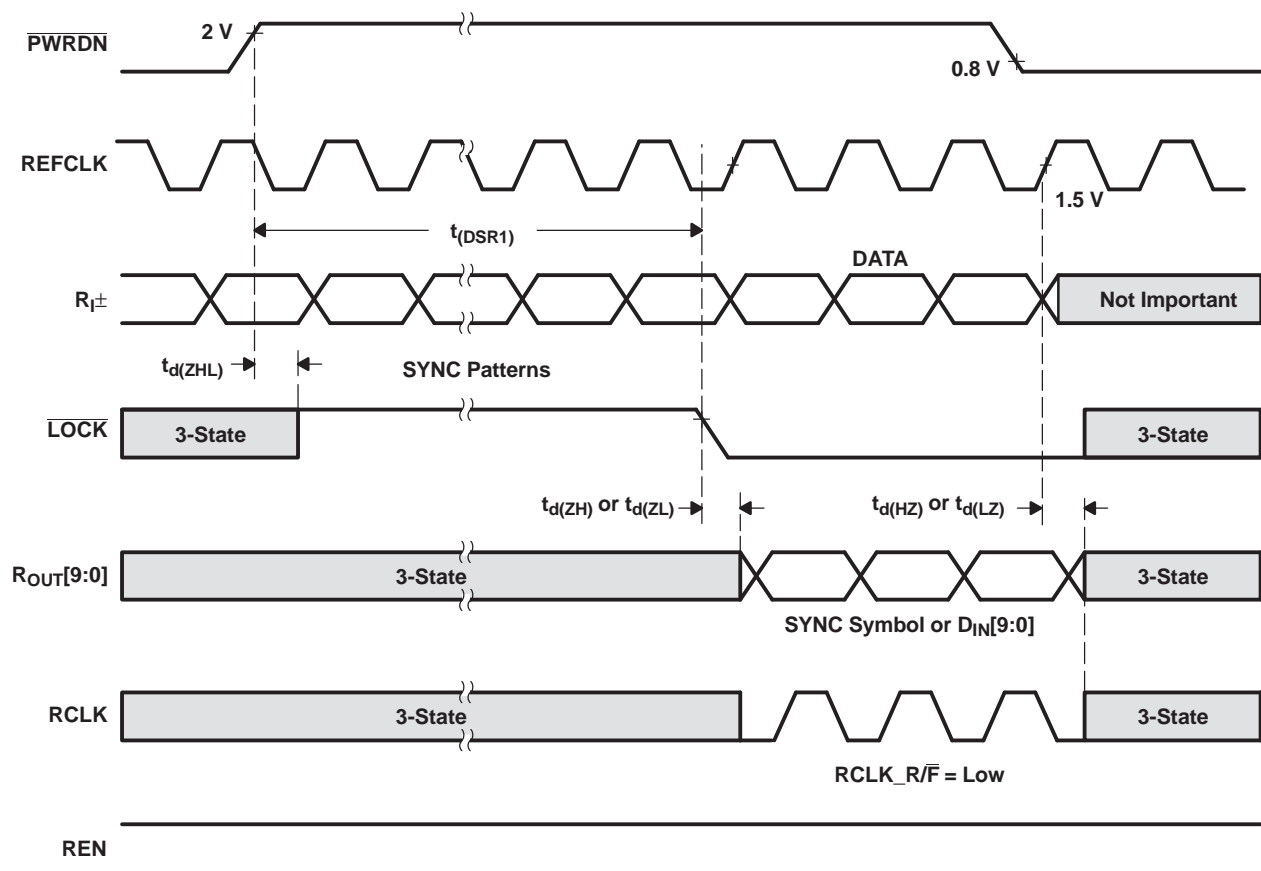 PWRDN
2 V
0.8 V
REFCLK
1.5 V
t(DSR1)
DATA
RI±
Not Important
td(ZHL)
SYNC Patterns
LOCK
3-State
3-State
td(ZH) or td(ZL)
td(HZ) or td(LZ)
ROUT[9:0]
3-State
3-State
SYNC Symbol or DIN[9:0]
RCLK
3-State
3-State
RCLK_R/F̅ = Low
REN